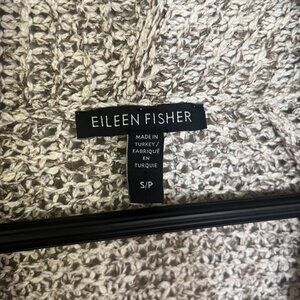 EILEEN FISHER
MADE IN
TURKEY/
FABRIQUÉ
EN
TURQUIE
S/P